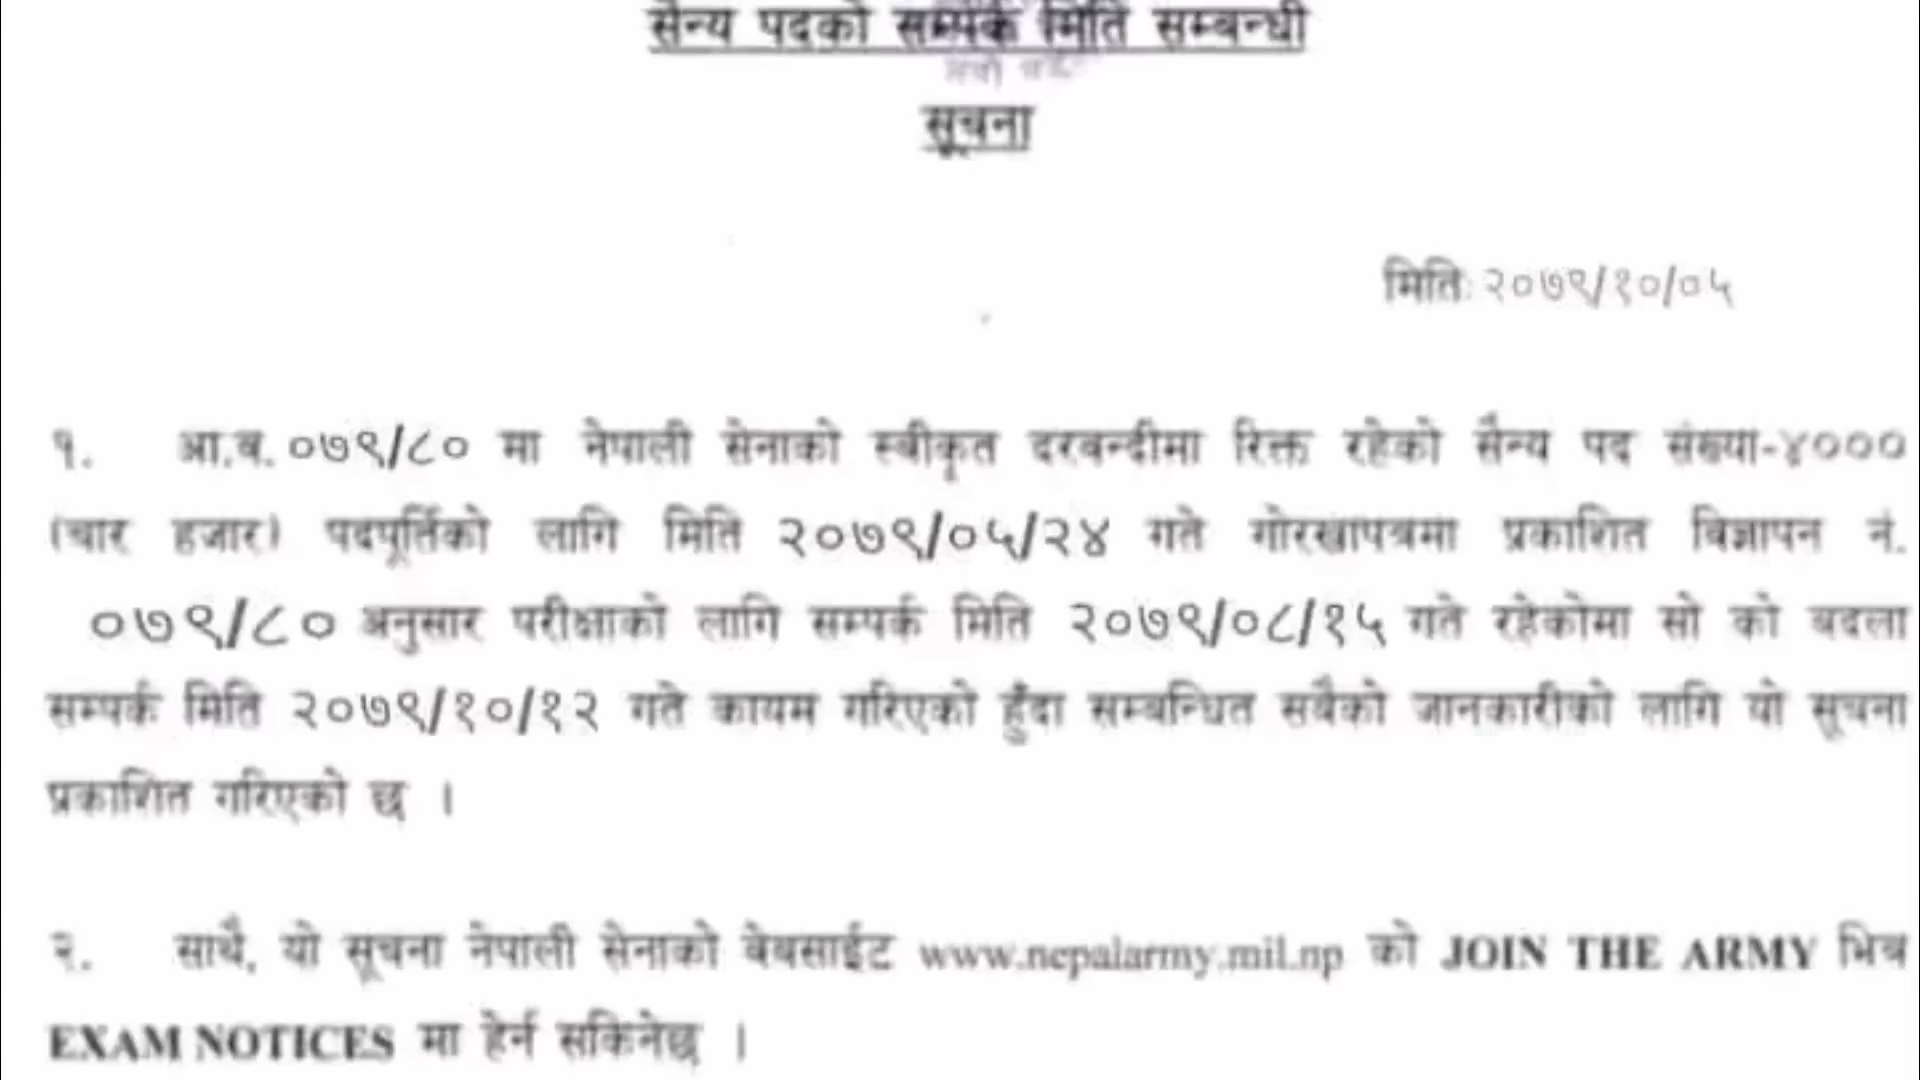 सैन्य पदको सम्पर्क मिति सम्बन्धी
सूचना
मितिः २०७९/१०/०५
१. आ.ब. ०७९/८० मा नेपाली सेनाको स्वीकृत दरबन्दीमा रिक्त रहेको सैन्य पद संख्या-४०००
(चार हजार) पदपूर्तिको लागि मिति २०७९/०५/२४ गते गोरखापत्रमा प्रकाशित विज्ञापन नं.
०७९/८० अनुसार परीक्षाको लागि सम्पर्क मिति २०७९/०८/१५ गते रहेकोमा सो को बदला
सम्पर्क मिति २०७९/१०/१२ गते कायम गरिएको हुँदा सम्बन्धित सबैको जानकारीको लागि यो सूचना
प्रकाशित गरिएको छ ।
२. साथै, यो सूचना नेपाली सेनाको बेबसाईट www.nepalarmy.mil.np को JOIN THE ARMY भित्र
EXAM NOTICES मा हेर्न सकिनेछ ।